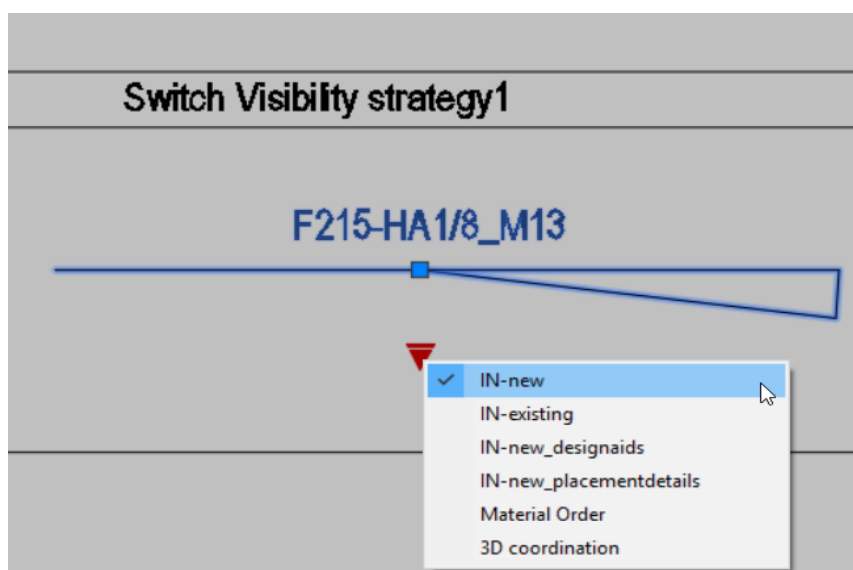 Switch Visibility strategy1
F215-HA1/8_M13
IN-new
IN-existing
IN-new_designaids
IN-new_placementdetails
Material Order
3D coordination